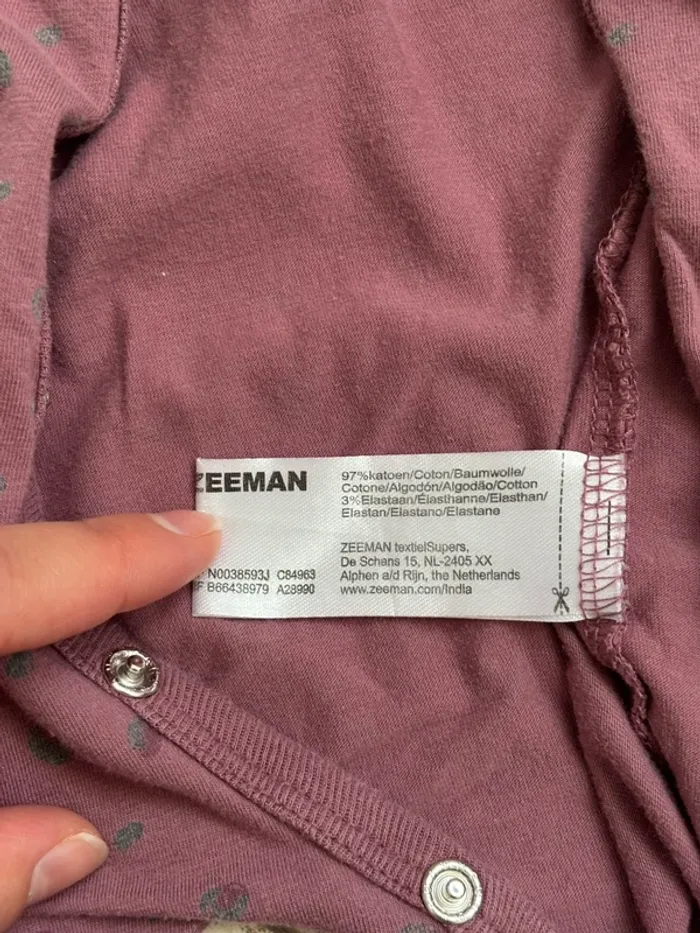 ZEEMAN
97%katoen/Coton/Baumwolle/
Cotone/Algodón/Algodão/Cotton
3%Elastaan/Élasthanne/Elasthan/
Elastan/Elastano/Elastane
ZEEMAN textielSupers,
De Schans 15, NL-2405 XX
Alphen a/d Rijn, the Netherlands
www.zeeman.com/India
N0038593J C84963
F B66438979 A28990